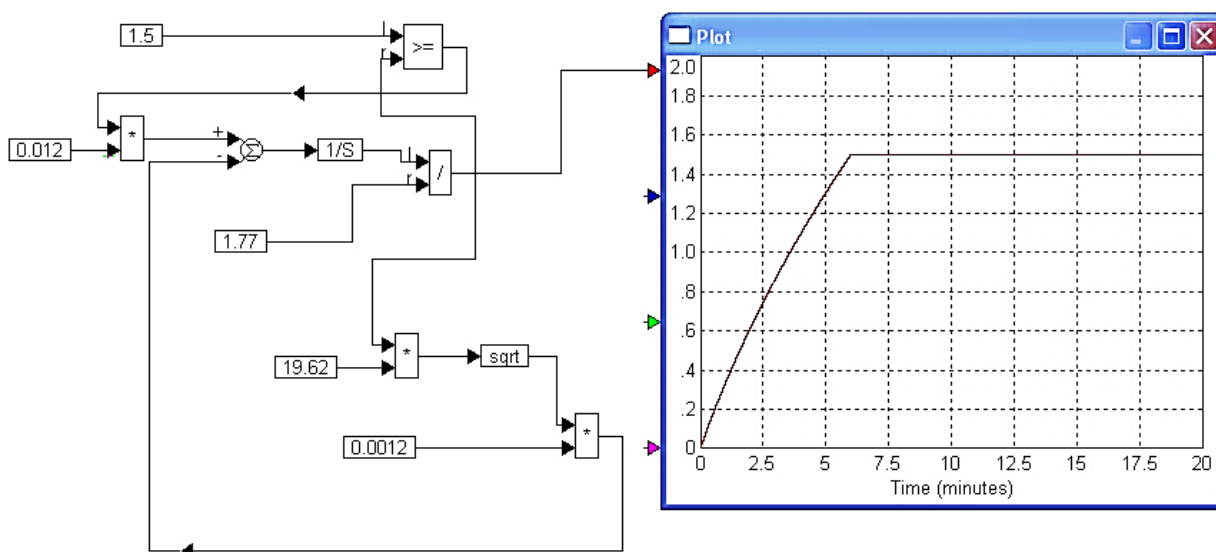 1.5
l
r
>=
0.012
*
+
-
Σ
1/S
l
r
/
1.77
19.62
*
sqrt
0.0012
*
Plot
2.0
1.8
1.6
1.4
1.2
1.0
.8
.6
.4
.2
0
0 2.5 5 7.5 10 12.5 15 17.5 20
Time (minutes)